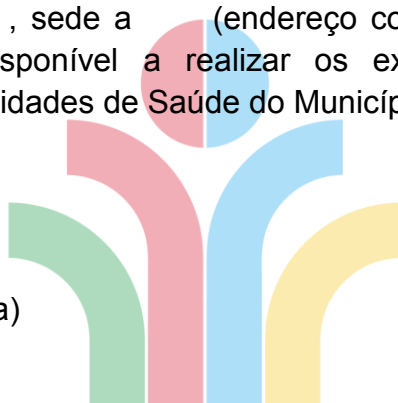 , sede a (endereço co
sponível a realizar os ex
idades de Saúde do Municíp
a)